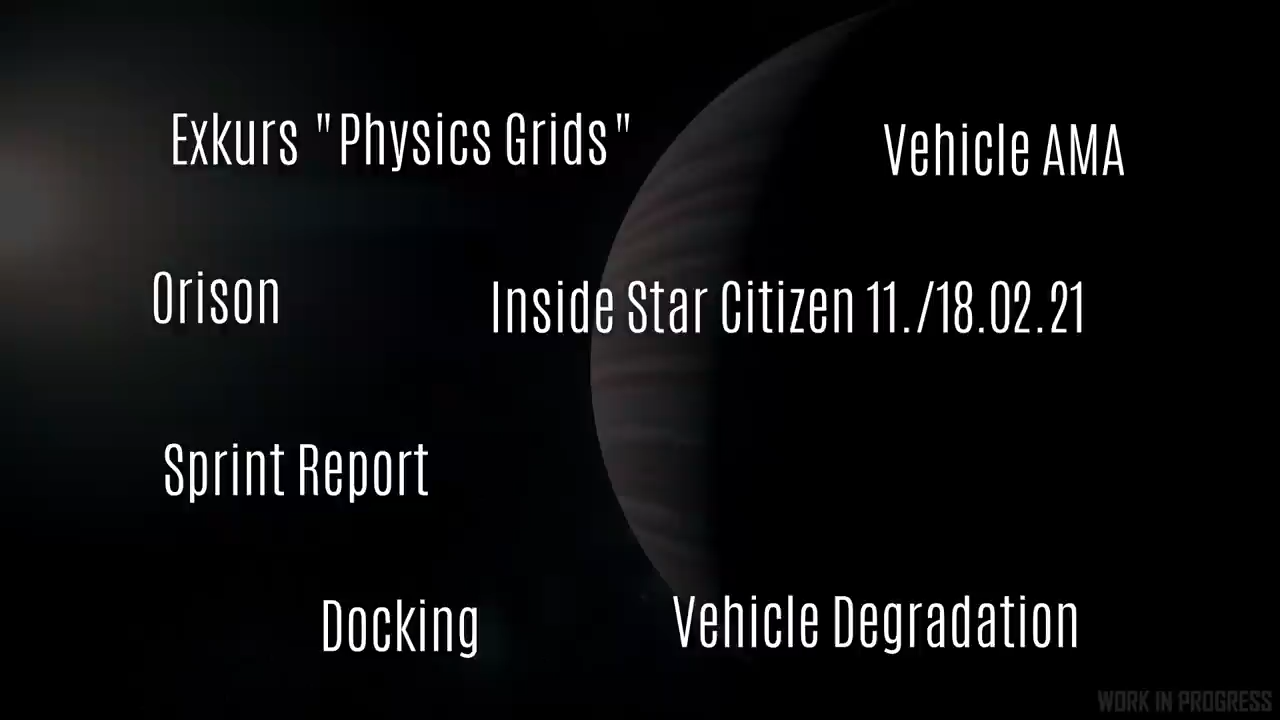 Exkurs "Physics Grids"
Vehicle AMA
Orison
Inside Star Citizen 11./18.02.21
Sprint Report
Docking
Vehicle Degradation
WORK IN PROGRESS